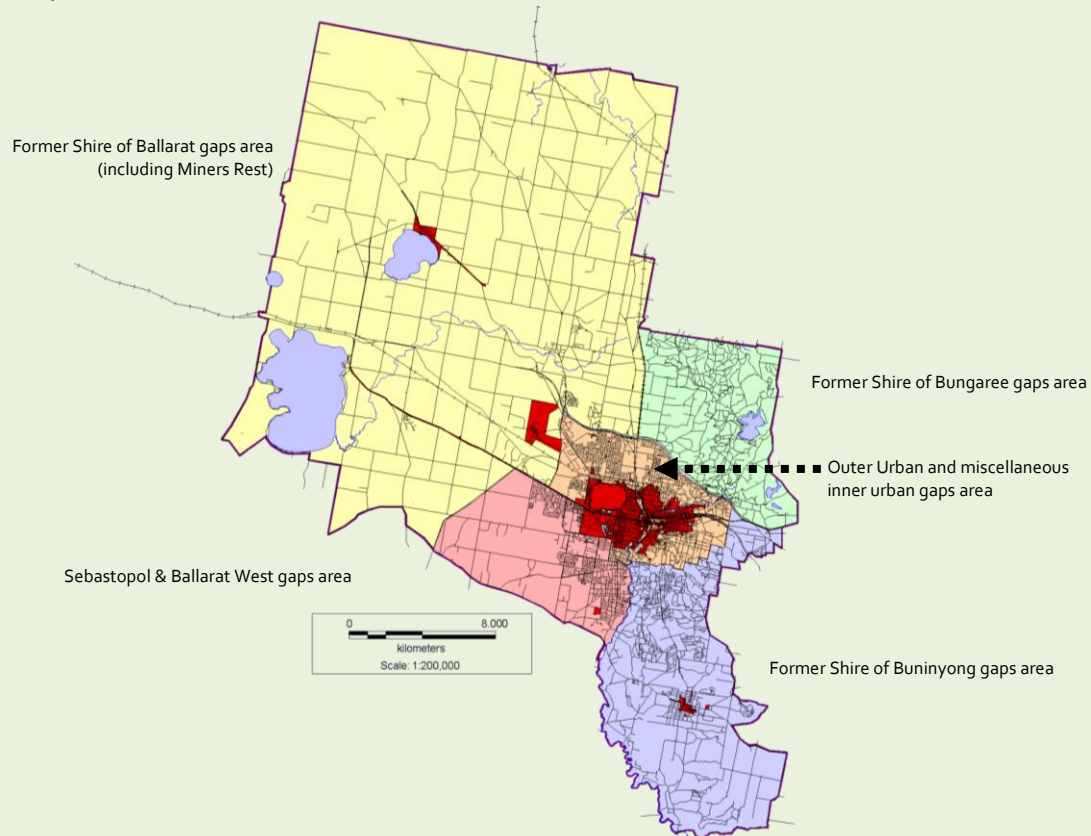 Former Shire of Ballarat gaps area
(including Miners Rest)
Former Shire of Bungaree gaps area
Outer Urban and miscellaneous
inner urban gaps area
Sebastopol & Ballarat West gaps area
0 8.000
kilometers
Scale: 1:200,000
Former Shire of Buninyong gaps area